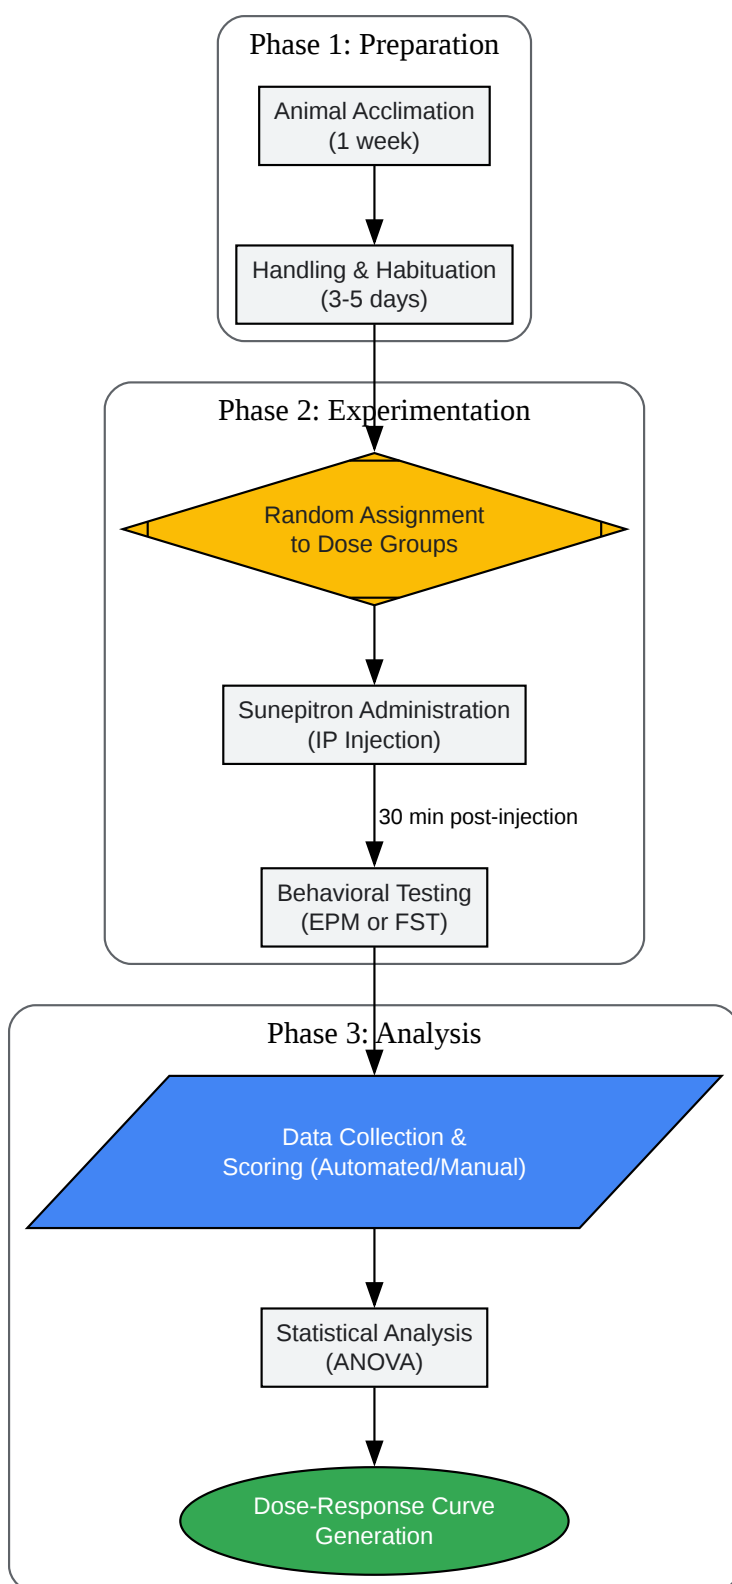 Phase 1: Preparation
Animal Acclimation
(1 week)
Handling & Habituation
(3-5 days)
Phase 2: Experimentation
Random Assignment
to Dose Groups
Sunepitron Administration
(IP Injection)
30 min post-injection
Behavioral Testing
(EPM or FST)
Phase 3: Analysis
Data Collection &
Scoring (Automated/Manual)
Statistical Analysis
(ANOVA)
Dose-Response Curve
Generation